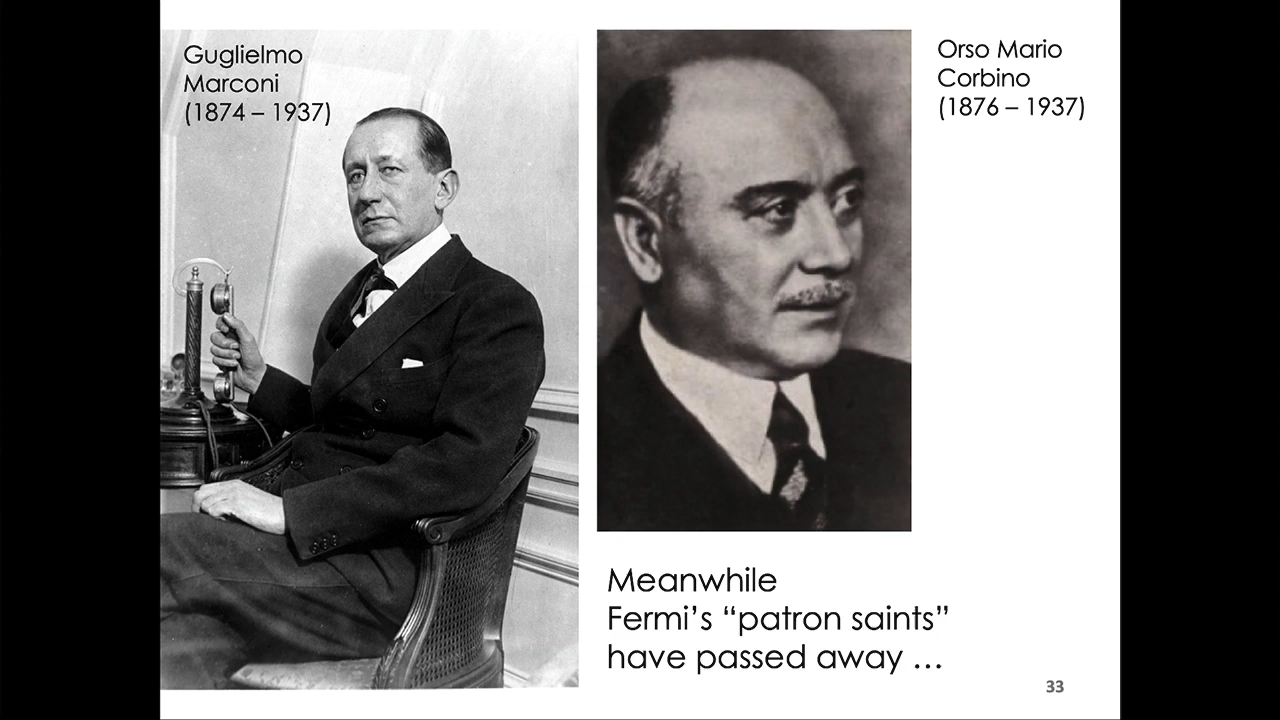 Guglielmo
Marconi
(1874 – 1937)
Orso Mario
Corbino
(1876 – 1937)
Meanwhile
Fermi’s “patron saints”
have passed away …
33